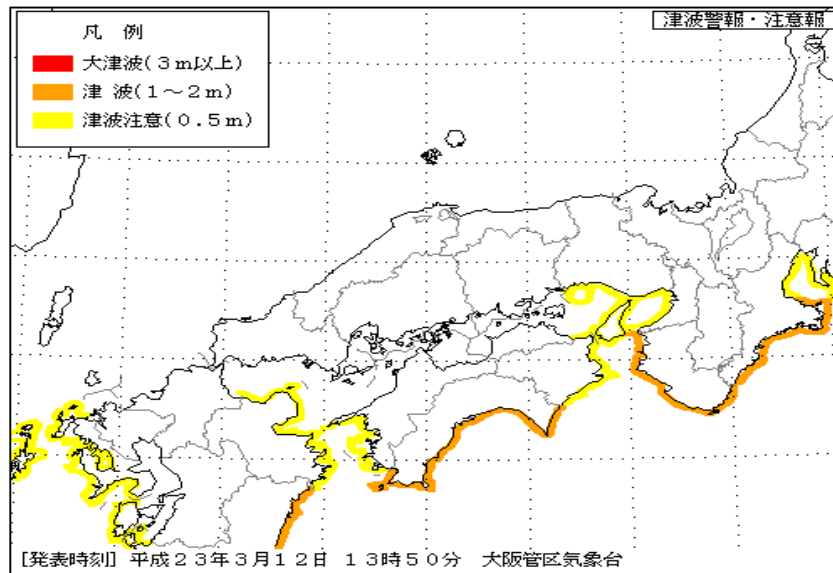 津波警報・注意報
凡 例
大津波(３ｍ以上)
津 波(１～２ｍ)
津波注意(０.５ｍ)
[発表時刻] 平成２３年３月１２日 １３時５０分 大阪管区気象台